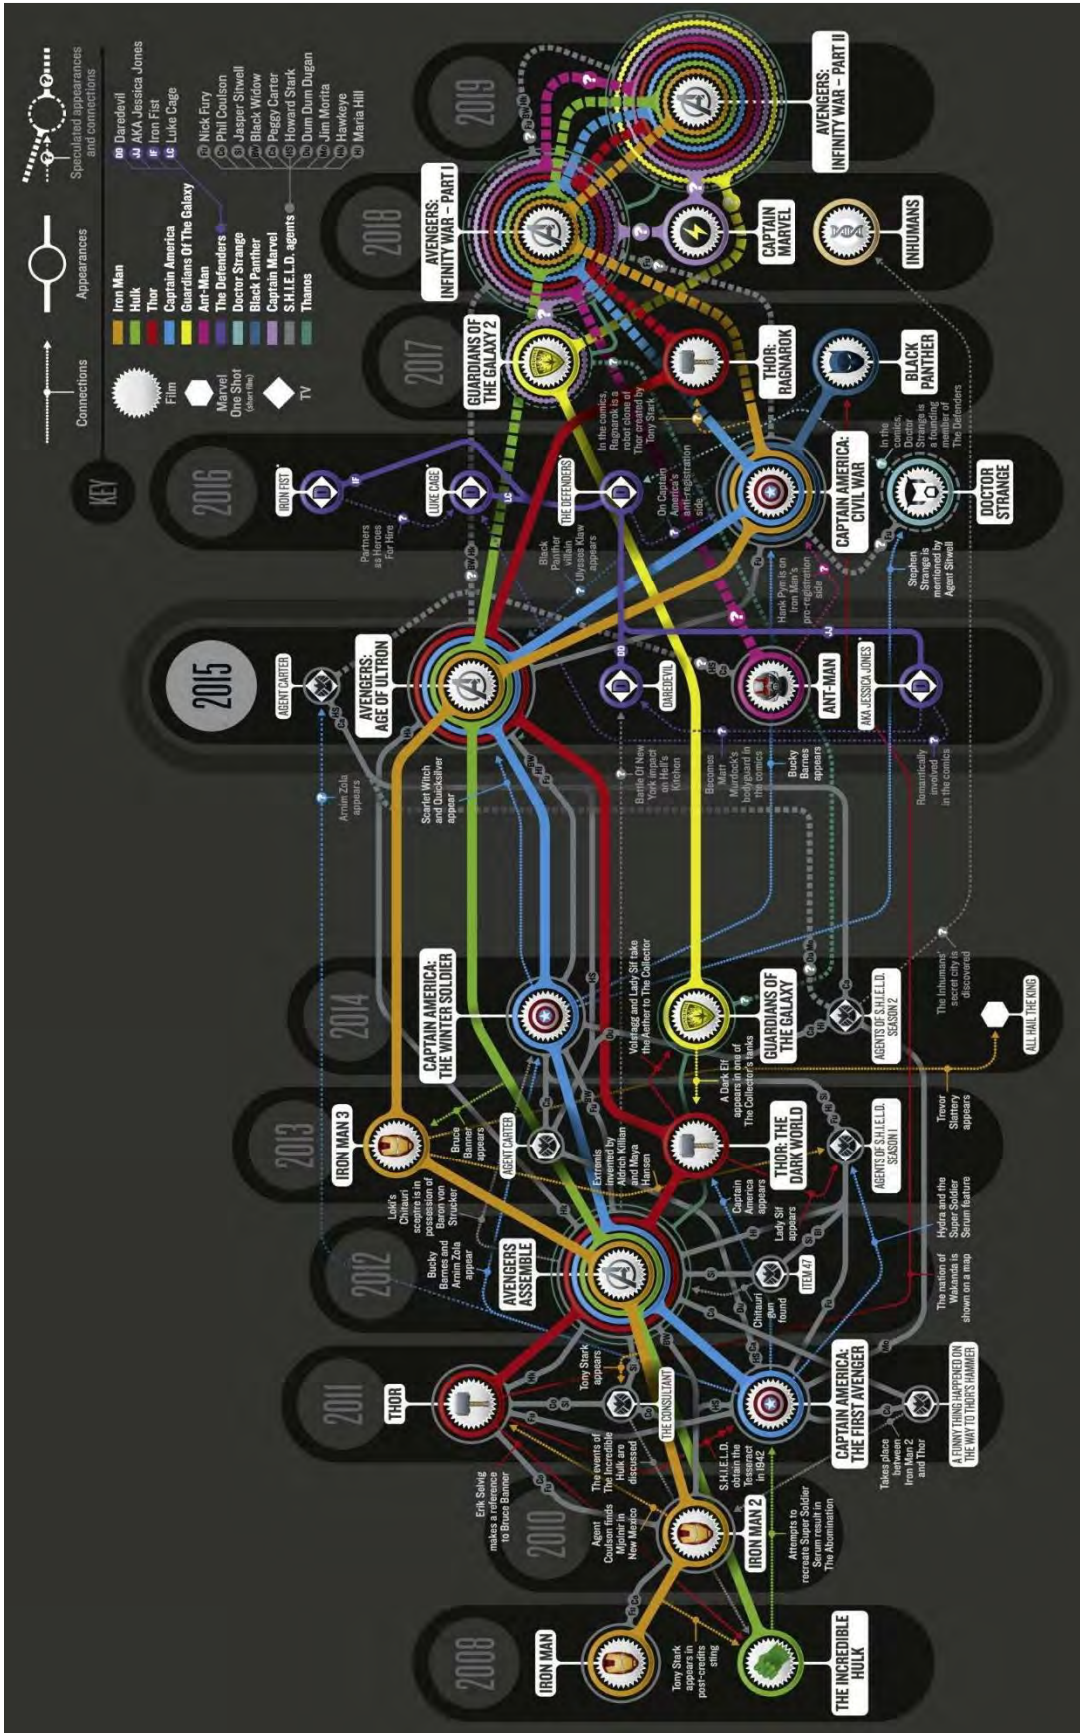 KEY
Connections
Appearances
Speculated appearances
and connections
Film
Marvel
One Shot
(short film)
TV
Iron Man
Hulk
Thor
Captain America
Guardians Of The Galaxy
Ant-Man
The Defenders
Doctor Strange
Black Panther
Captain Marvel
S.H.I.E.L.D. agents
Thanos
DD Daredevil
JJ AKA Jessica Jones
IF Iron Fist
LC Luke Cage
Fu Nick Fury
Co Phil Coulson
Si Jasper Sitwell
BW Black Widow
Ca Peggy Carter
HS Howard Stark
Du Dum Dum Dugan
Mo Jim Morita
Hk Hawkeye
Hi Maria Hill
2008
IRON MAN
Tony Stark
appears in
post-credits
sting
THE INCREDIBLE
HULK
2010
IRON MAN 2
Erik Selvig
makes a reference
to Bruce Banner
Agent
Coulson finds
Mjolnir in
New Mexico
Attempts to
recreate Super Soldier
Serum result in
The Abomination
2011
THOR
The events of
The Incredible
Hulk are
discussed
Tony Stark
appears
THE CONSULTANT
S.H.I.E.L.D.
obtain the
Tesseract
in 1942
CAPTAIN AMERICA:
THE FIRST AVENGER
Takes place
between
Iron Man 2
and Thor
A FUNNY THING HAPPENED ON
THE WAY TO THOR'S HAMMER
2012
Bucky
Barnes and
Arnim Zola
appear
AVENGERS
ASSEMBLE
Chitauri
gun
found
ITEM 47
The nation of
Wakanda is
shown on a map
Hydra and the
Super Soldier
Serum feature
2013
IRON MAN 3
Loki's
Chitauri
sceptre is in
possession of
Baron von
Strucker
Bruce
Banner
appears
AGENT CARTER
Extremis
invented by
Aldrich Killian
and Maya
Hansen
THOR: THE
DARK WORLD
Captain
America
appears
Lady Sif
appears
AGENTS OF S.H.I.E.L.D.
SEASON 1
Trevor
Slattery
appears
2014
CAPTAIN AMERICA:
THE WINTER SOLDIER
Volstagg and Lady Sif take
the Aether to The Collector
A Dark Elf
appears in one of
The Collector's tanks
GUARDIANS OF
THE GALAXY
AGENTS OF S.H.I.E.L.D.
SEASON 2
The Inhumans'
secret city is
discovered
ALL HAIL THE KING
2015
AGENT CARTER
Arnim Zola
appears
AVENGERS:
AGE OF ULTRON
Scarlet Witch
and Quicksilver
appear
DAREDEVIL
Battle Of New
York impact
on Hell's
Kitchen
Becomes
Matt
Murdock's
bodyguard in
the comics
ANT-MAN
Bucky
Barnes
appears
AKA JESSICA JONES*
Romantically
involved
in the comics
2016
IRON FIST*
Partners
as Heroes
For Hire
LUKE CAGE*
Black
Panther
villain
Ulysses Klaw
appears
THE DEFENDERS*
On Captain
America's
anti-registration
side
Hank Pym is on
Iron Man's
pro-registration
side
CAPTAIN AMERICA:
CIVIL WAR
Stephen
Strange is
mentioned by
Agent Sitwell
In the
comics,
Doctor
Strange is
a founding
member of
The Defenders
DOCTOR
STRANGE
2017
GUARDIANS OF
THE GALAXY 2
In the comics,
Ragnarok is a
robot clone of
Thor created by
Tony Stark
THOR:
RAGNAROK
BLACK
PANTHER
2018
AVENGERS:
INFINITY WAR – PART I
CAPTAIN
MARVEL
INHUMANS
2019
AVENGERS:
INFINITY WAR – PART II